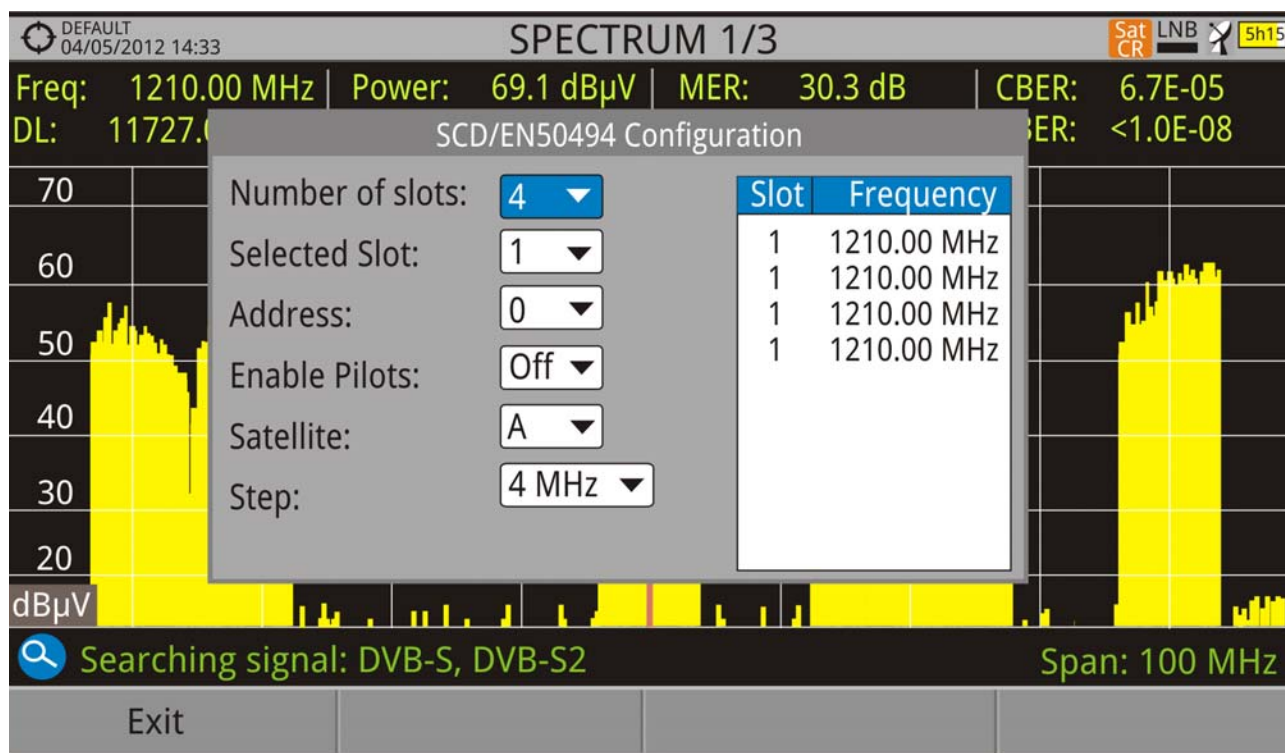 DEFAULT
04/05/2012 14:33
SPECTRUM 1/3
Sat CR
LNB
5h15
Freq: 1210.00 MHz Power: 69.1 dBµV MER: 30.3 dB CBER: 6.7E-05
DL: 11727. BER: <1.0E-08
SCD/EN50494 Configuration
Number of slots: 4
Selected Slot: 1
Address: 0
Enable Pilots: Off
Satellite: A
Step: 4 MHz
Slot Frequency
1 1210.00 MHz
1 1210.00 MHz
1 1210.00 MHz
1 1210.00 MHz
70
60
50
40
30
20
dBµV
Searching signal: DVB-S, DVB-S2
Span: 100 MHz
Exit